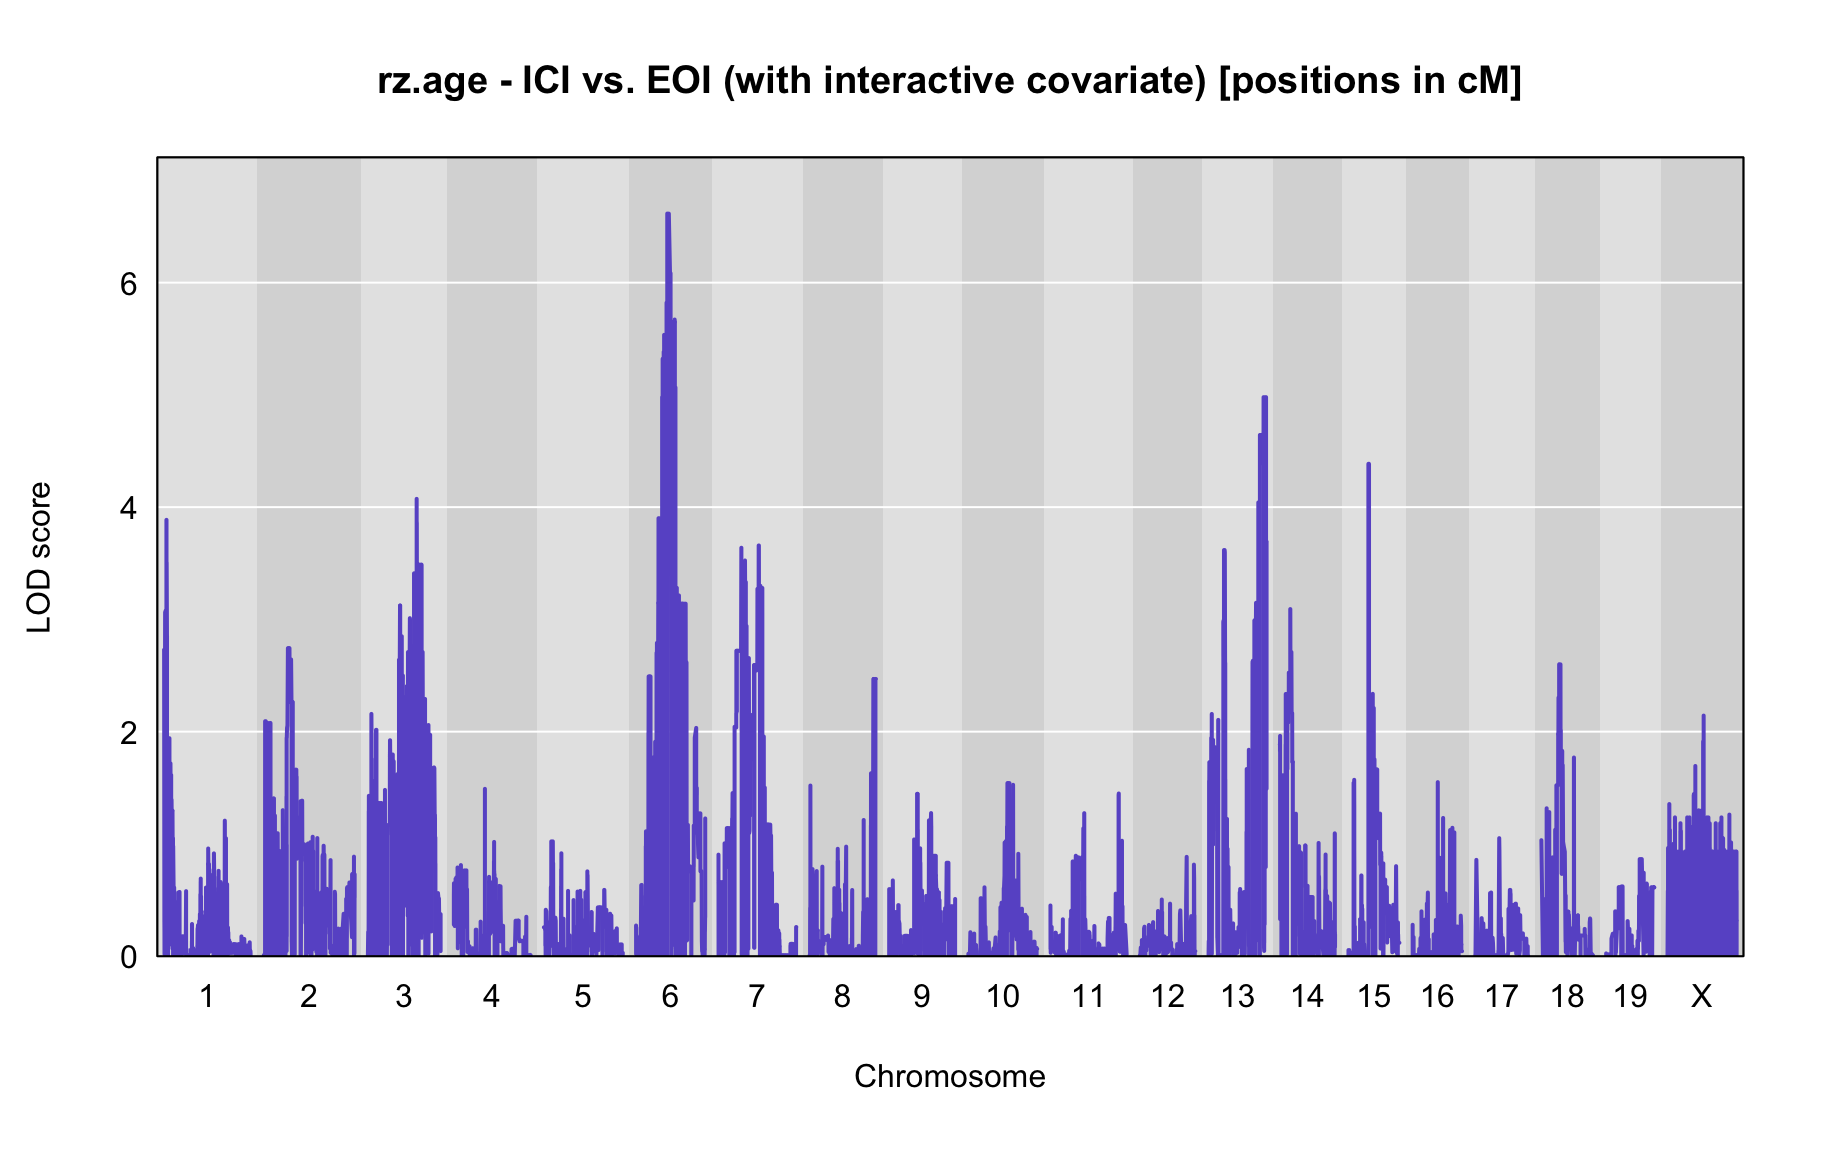 rz.age - ICI vs. EOI (with interactive covariate) [positions in cM]
6
4
2
0
LOD score
1 2 3 4 5 6 7 8 9 10 11 12 13 14 15 16 17 18 19 X
Chromosome